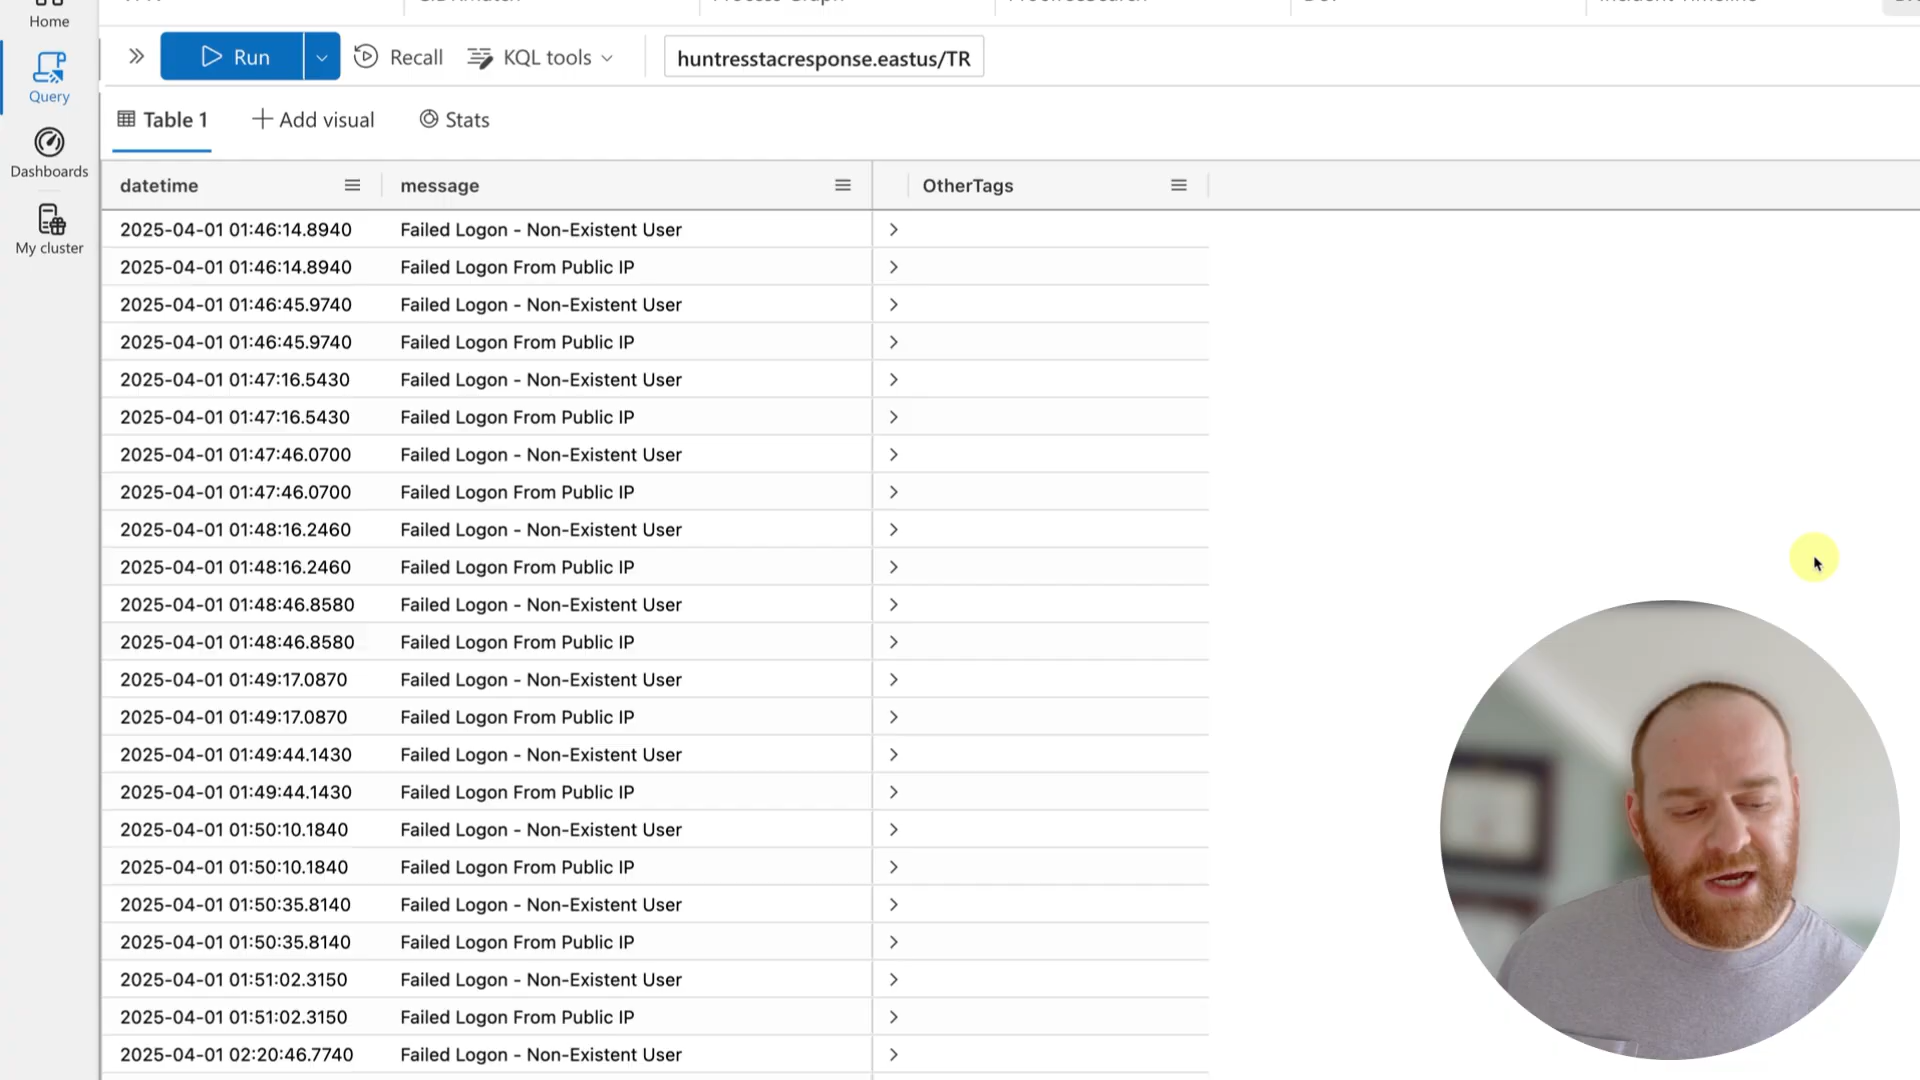 Home
Run
Recall
KQL tools
huntresstacresponse.eastus/TR
Query
Table 1
Add visual
Stats
Dashboards
datetime
message
OtherTags
My cluster
2025-04-01 01:46:14.8940 Failed Logon - Non-Existent User
2025-04-01 01:46:14.8940 Failed Logon From Public IP
2025-04-01 01:46:45.9740 Failed Logon - Non-Existent User
2025-04-01 01:46:45.9740 Failed Logon From Public IP
2025-04-01 01:47:16.5430 Failed Logon - Non-Existent User
2025-04-01 01:47:16.5430 Failed Logon From Public IP
2025-04-01 01:47:46.0700 Failed Logon - Non-Existent User
2025-04-01 01:47:46.0700 Failed Logon From Public IP
2025-04-01 01:48:16.2460 Failed Logon - Non-Existent User
2025-04-01 01:48:16.2460 Failed Logon From Public IP
2025-04-01 01:48:46.8580 Failed Logon - Non-Existent User
2025-04-01 01:48:46.8580 Failed Logon From Public IP
2025-04-01 01:49:17.0870 Failed Logon - Non-Existent User
2025-04-01 01:49:17.0870 Failed Logon From Public IP
2025-04-01 01:49:44.1430 Failed Logon - Non-Existent User
2025-04-01 01:49:44.1430 Failed Logon From Public IP
2025-04-01 01:50:10.1840 Failed Logon - Non-Existent User
2025-04-01 01:50:10.1840 Failed Logon From Public IP
2025-04-01 01:50:35.8140 Failed Logon - Non-Existent User
2025-04-01 01:50:35.8140 Failed Logon From Public IP
2025-04-01 01:51:02.3150 Failed Logon - Non-Existent User
2025-04-01 01:51:02.3150 Failed Logon From Public IP
2025-04-01 02:20:46.7740 Failed Logon - Non-Existent User